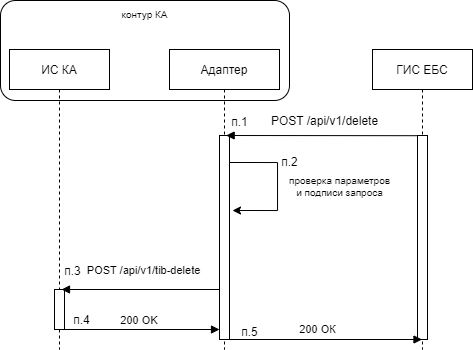 контур КА
ИС КА
Адаптер
ГИС ЕБС
п.1
POST /api/v1/delete
п.2
проверка параметров
и подписи запроса
п.3
POST /api/v1/tib-delete
п.4
200 OK
п.5
200 OK